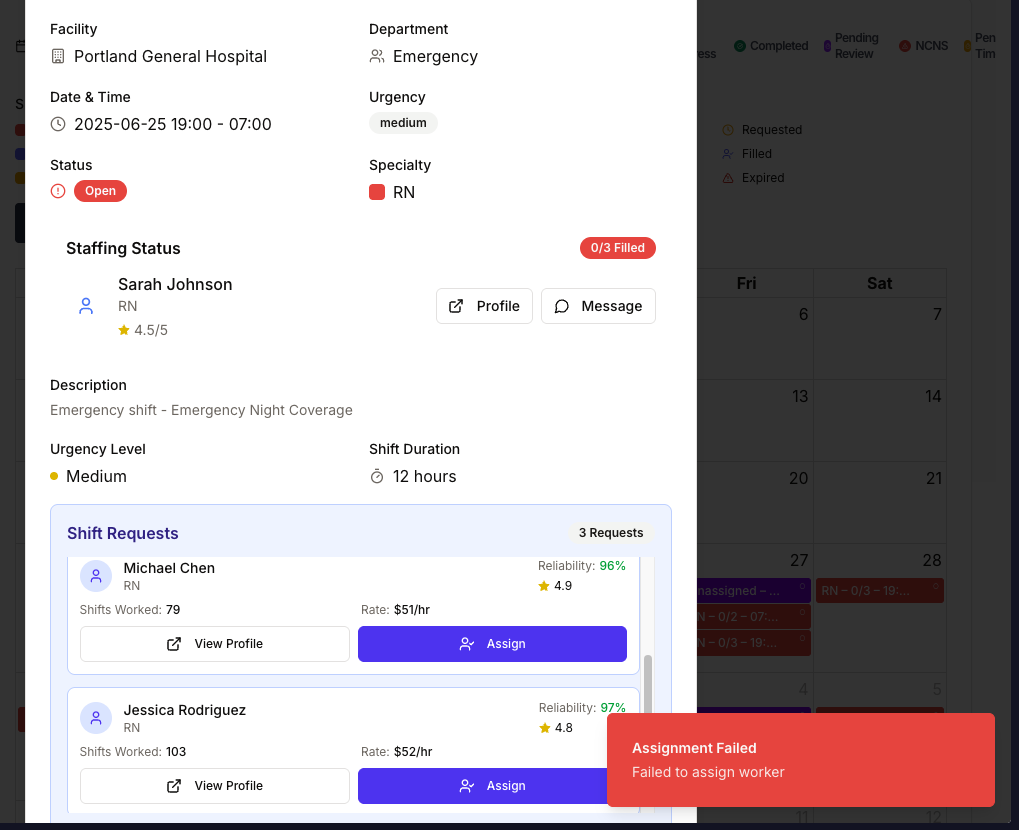 Facility
Department
Portland General Hospital
Emergency
Date & Time
Urgency
2025-06-25 19:00 - 07:00
medium
Status
Specialty
Open
RN
Staffing Status
0/3 Filled
Sarah Johnson
RN
4.5/5
Profile
Message
Description
Emergency shift - Emergency Night Coverage
Urgency Level
Shift Duration
Medium
12 hours
Shift Requests
3 Requests
Michael Chen
RN
Reliability: 96%
4.9
Shifts Worked: 79
Rate: $51/hr
View Profile
Assign
Jessica Rodriguez
RN
Reliability: 97%
4.8
Shifts Worked: 103
Rate: $52/hr
View Profile
Assign
Completed
Pending
Review
NCNS
Requested
Filled
Expired
Fri
Sat
6
7
13
14
20
21
27
28
RN – 0/3 – 19:...
0
– 0/2 – 07:...
0
– 0/3 – 19:...
4
5
Assignment Failed
Failed to assign worker
11
12